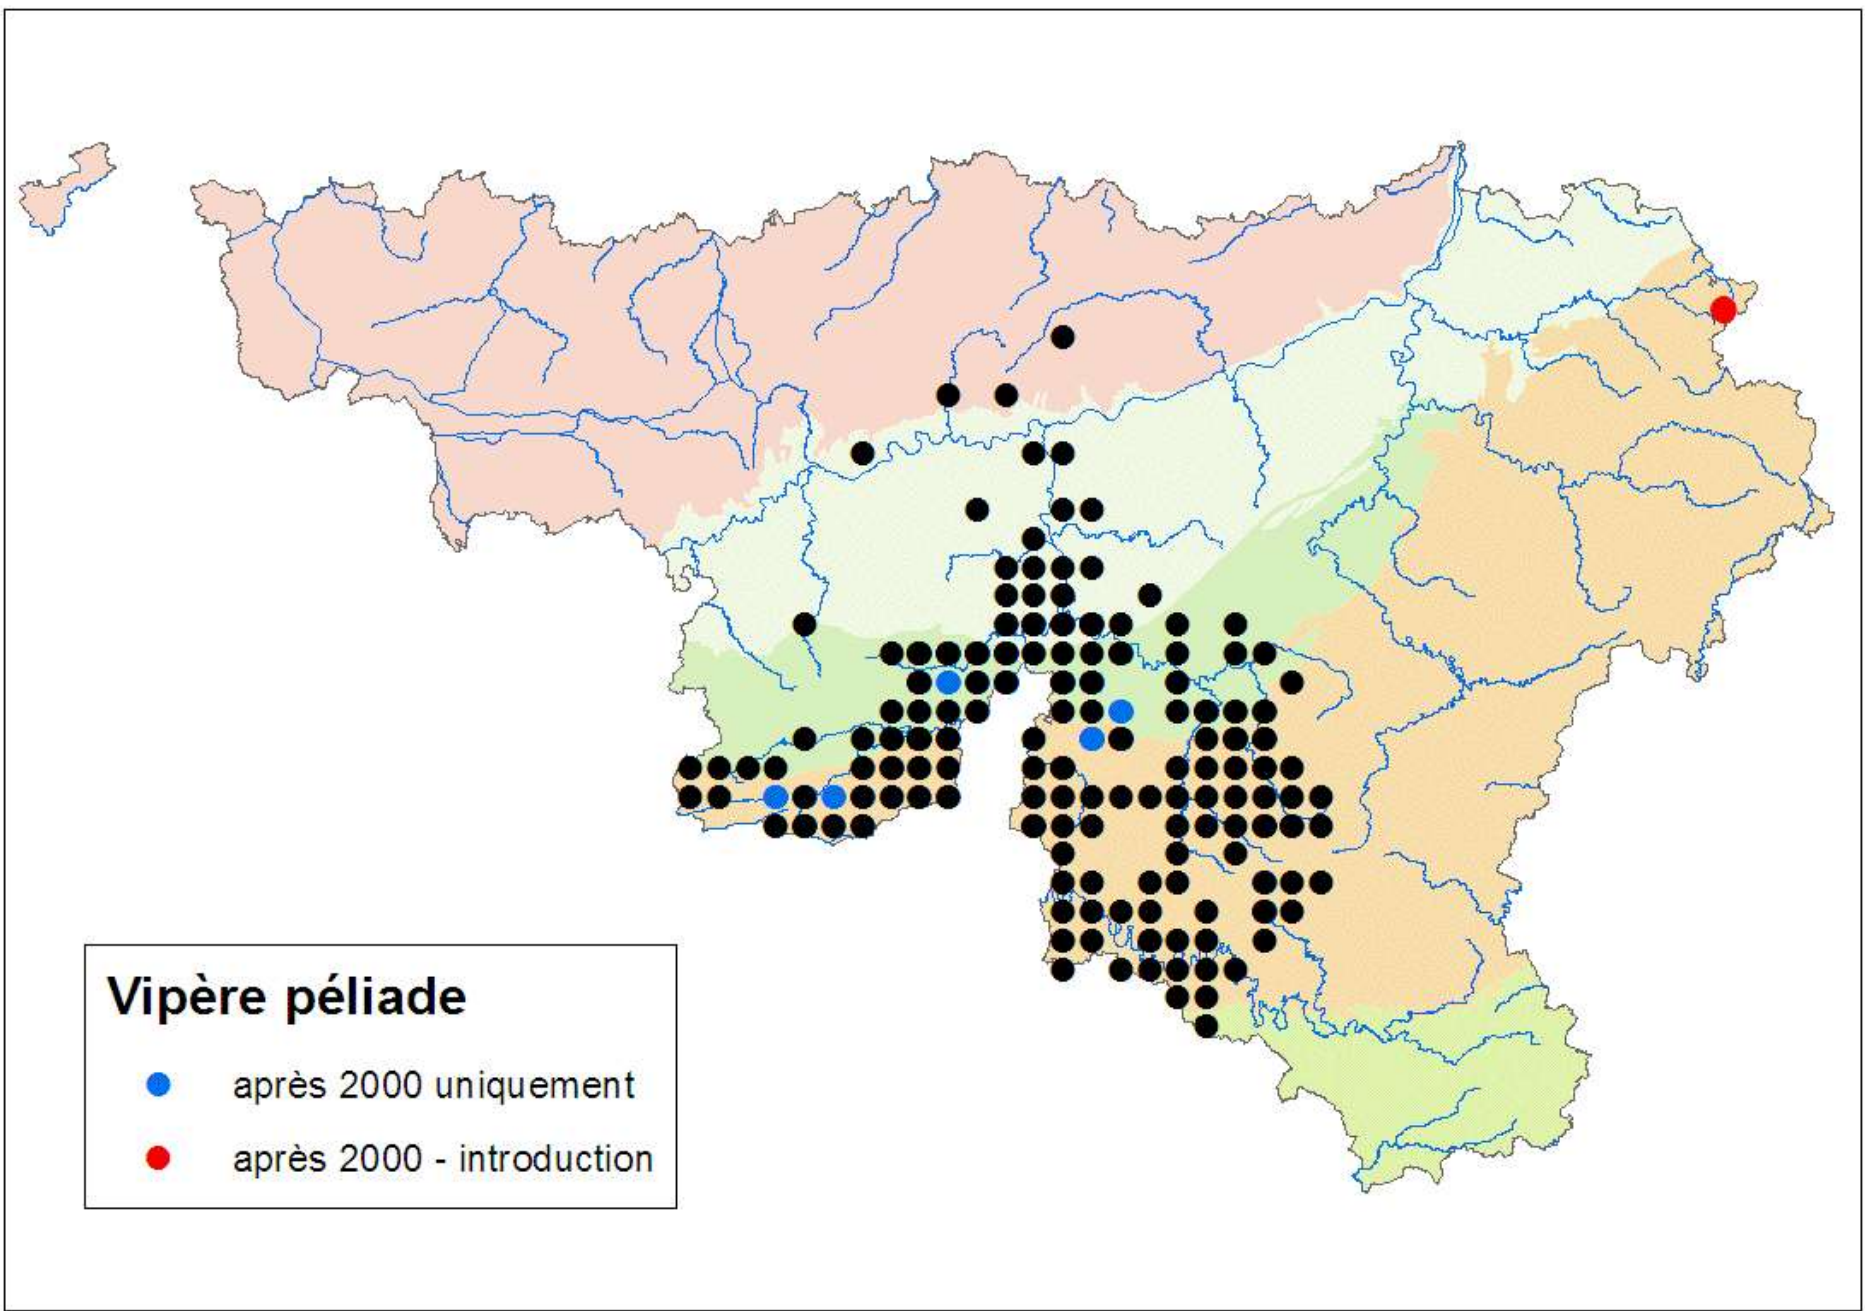 Vipère péliade
après 2000 uniquement
après 2000 - introduction